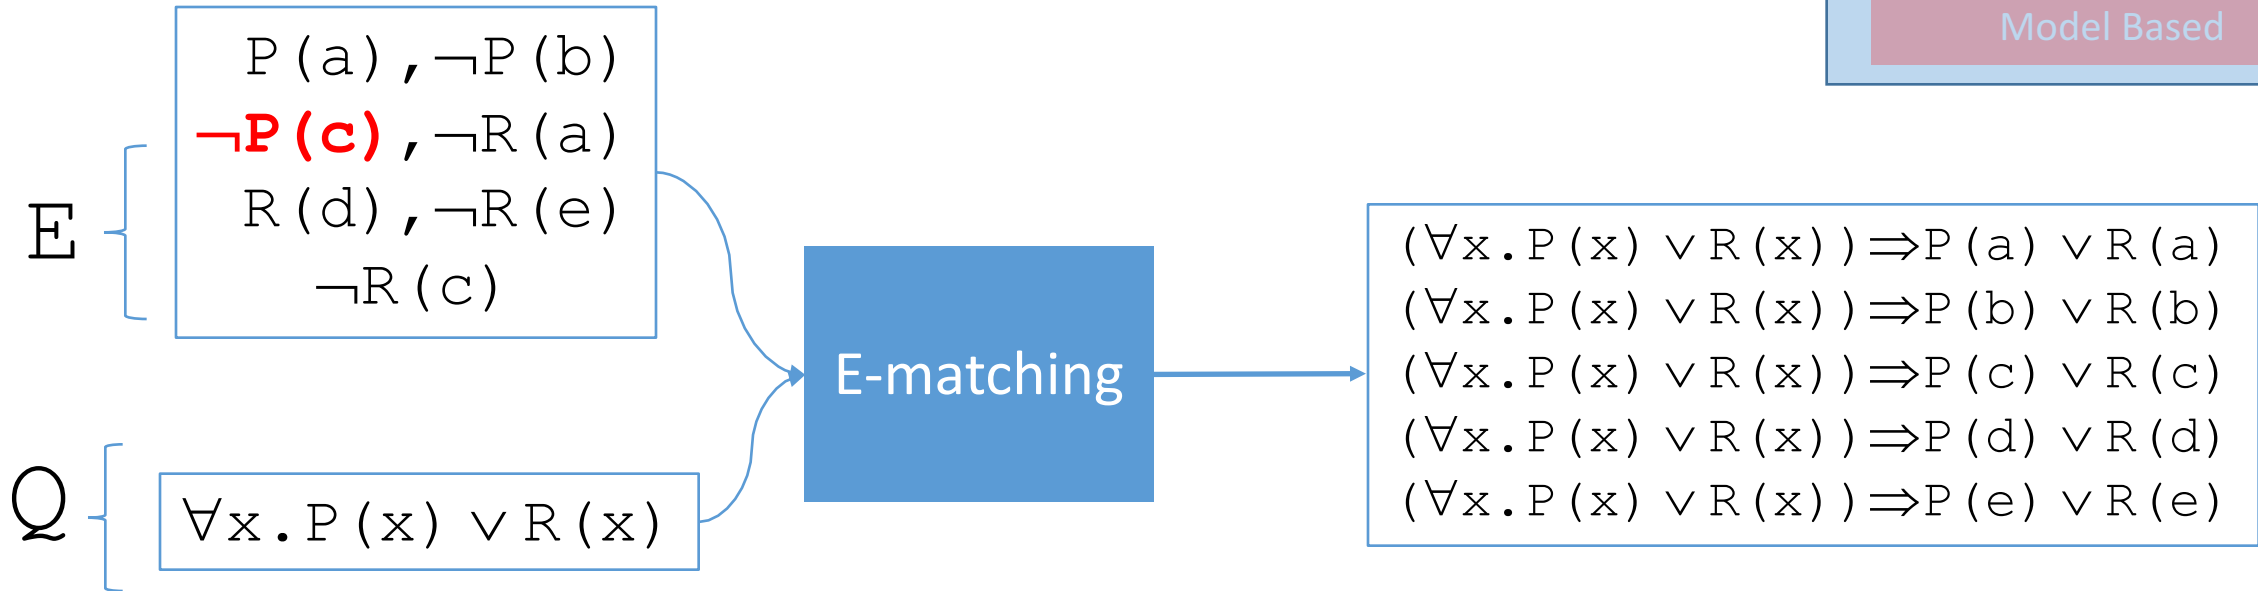 Model Based
P(a),¬P(b)
¬P(c),¬R(a)
R(d),¬R(e)
¬R(c)
E
Q
∀x.P(x)∨R(x)
E-matching
(∀x.P(x)∨R(x))⇒P(a)∨R(a)
(∀x.P(x)∨R(x))⇒P(b)∨R(b)
(∀x.P(x)∨R(x))⇒P(c)∨R(c)
(∀x.P(x)∨R(x))⇒P(d)∨R(d)
(∀x.P(x)∨R(x))⇒P(e)∨R(e)